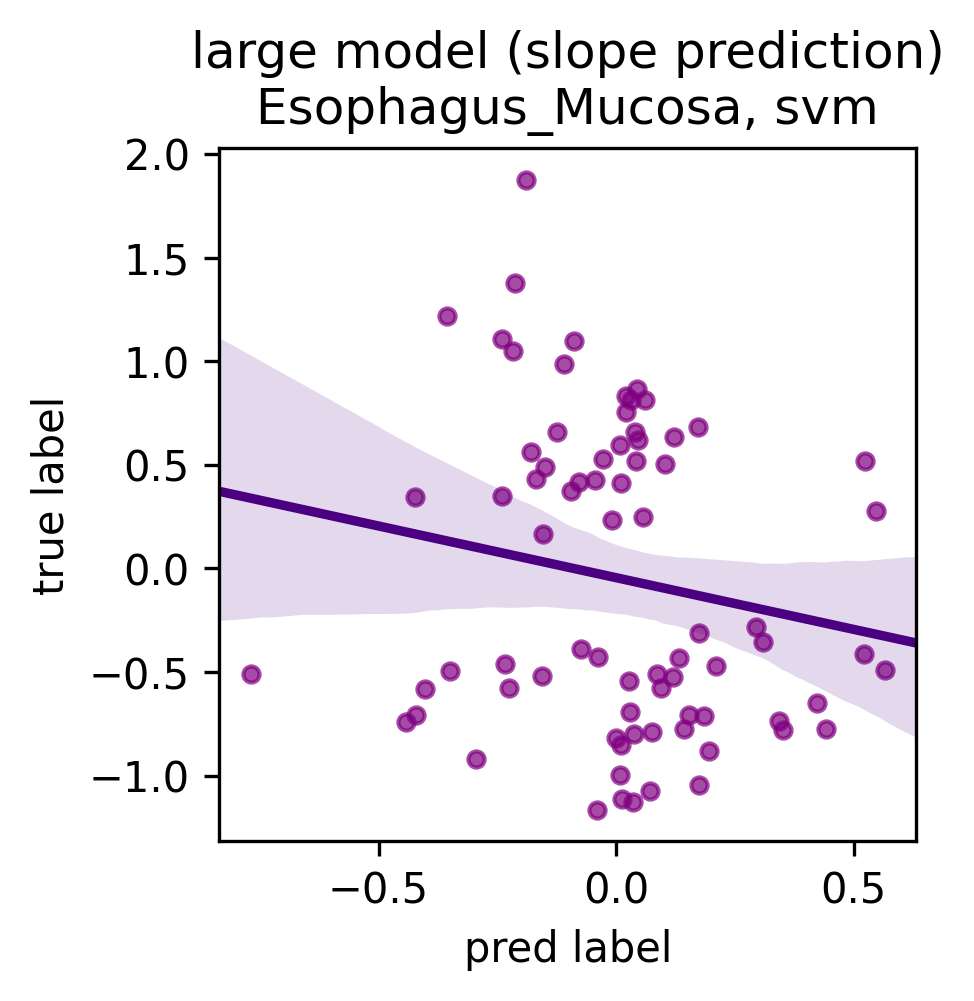 large model (slope prediction)
Esophagus_Mucosa, svm
2.0
1.5
1.0
0.5
0.0
−0.5
−1.0
true label
−0.5
0.0
0.5
pred label